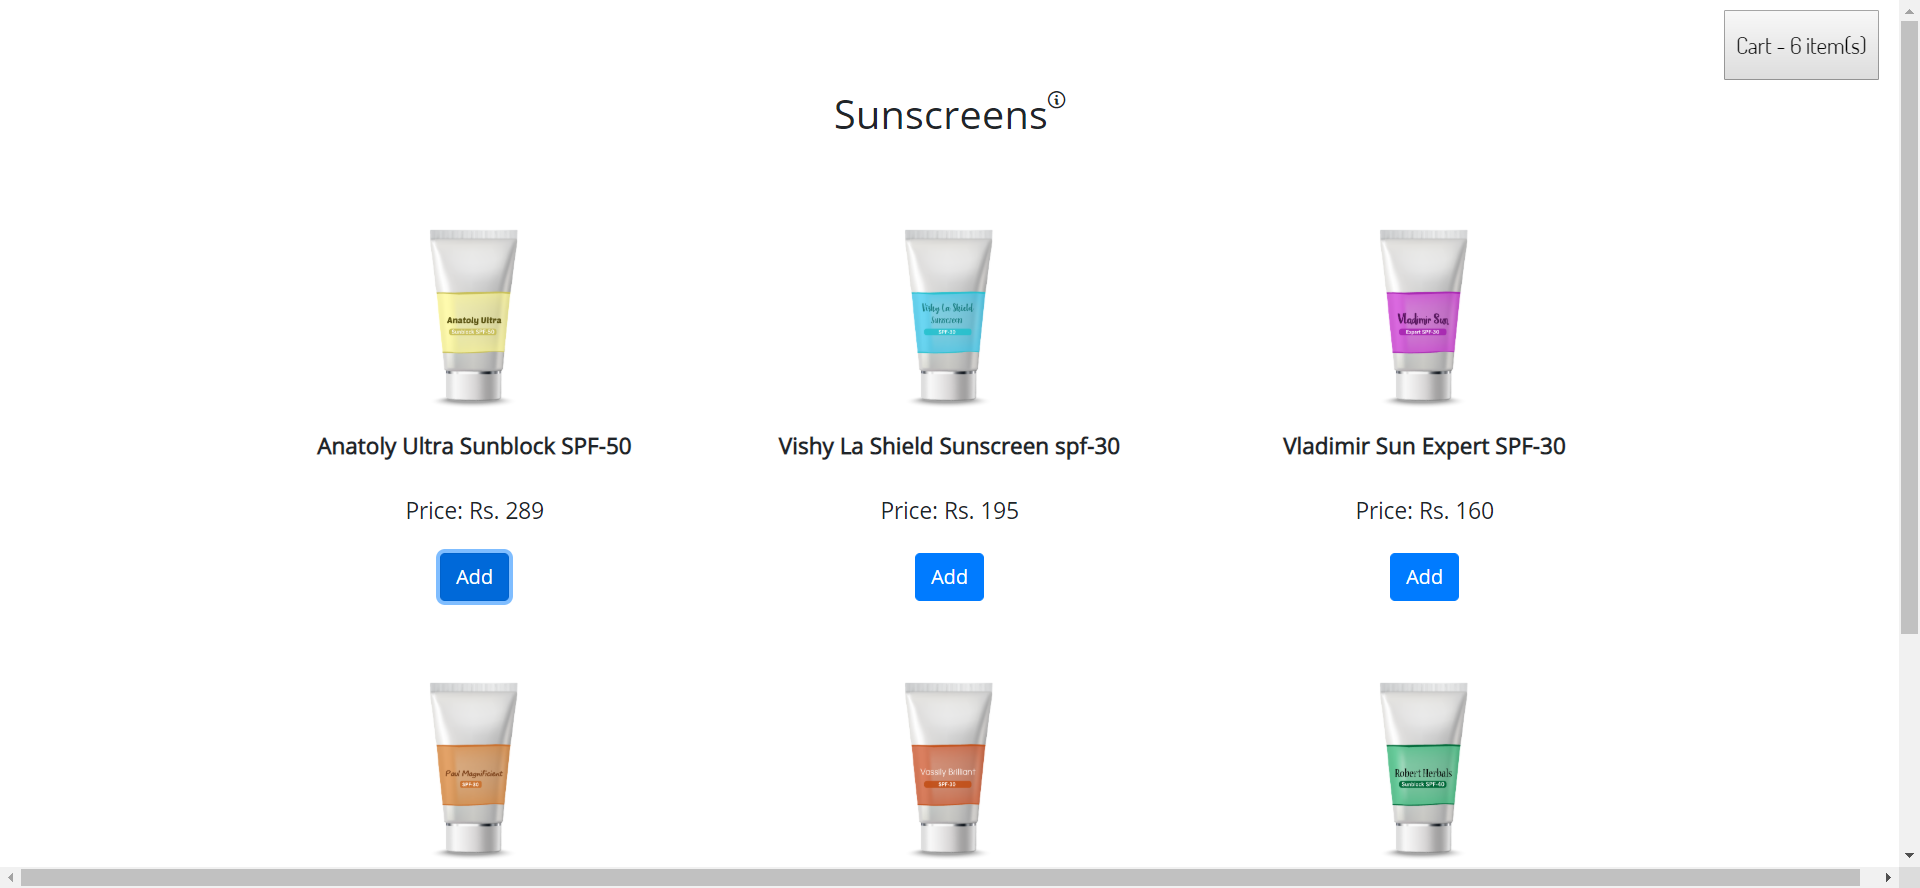 Cart - 6 item(s)
Sunscreens
Anatoly Ultra
Sunblock SPF-50
Vishy La Shield
Sunscreen
SPF-30
Vladimir Sun
Expert SPF-30
Anatoly Ultra Sunblock SPF-50
Vishy La Shield Sunscreen spf-30
Vladimir Sun Expert SPF-30
Price: Rs. 289
Price: Rs. 195
Price: Rs. 160
Add
Add
Add
Paul Magnificient
SPF-30
Vassily Brilliant
SPF-30
Robert Herbals
Sunblock SPF-40